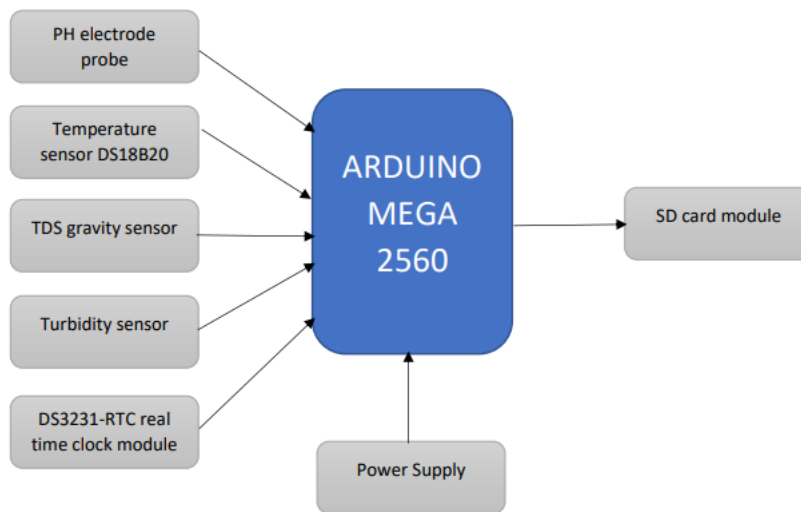 PH electrode
probe
Temperature
sensor DS18B20
TDS gravity sensor
Turbidity sensor
DS3231-RTC real
time clock module
ARDUINO
MEGA
2560
Power Supply
SD card module